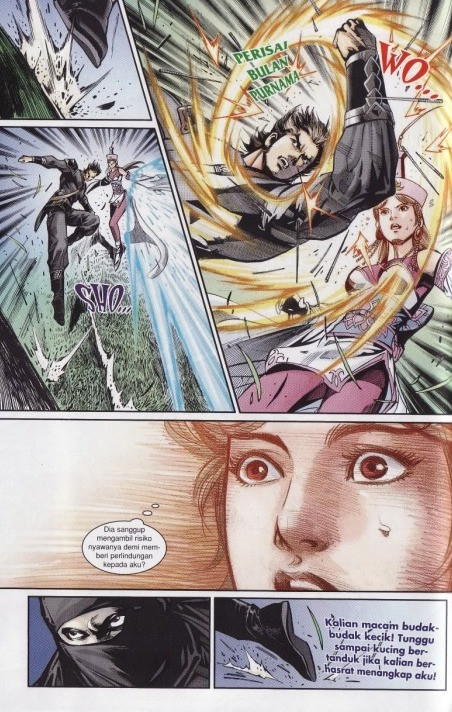 PERISAI
BULAN
PURNAMA
WO...
SHO...
Dia sanggup
mengambil risiko
nyawanya demi mem-
beri perlindungan
kepada aku?
Kalian macam budak-
budak kecil! Tunggu
sampai kucing ber-
tanduk jika kalian ber-
hasrat menangkap aku!